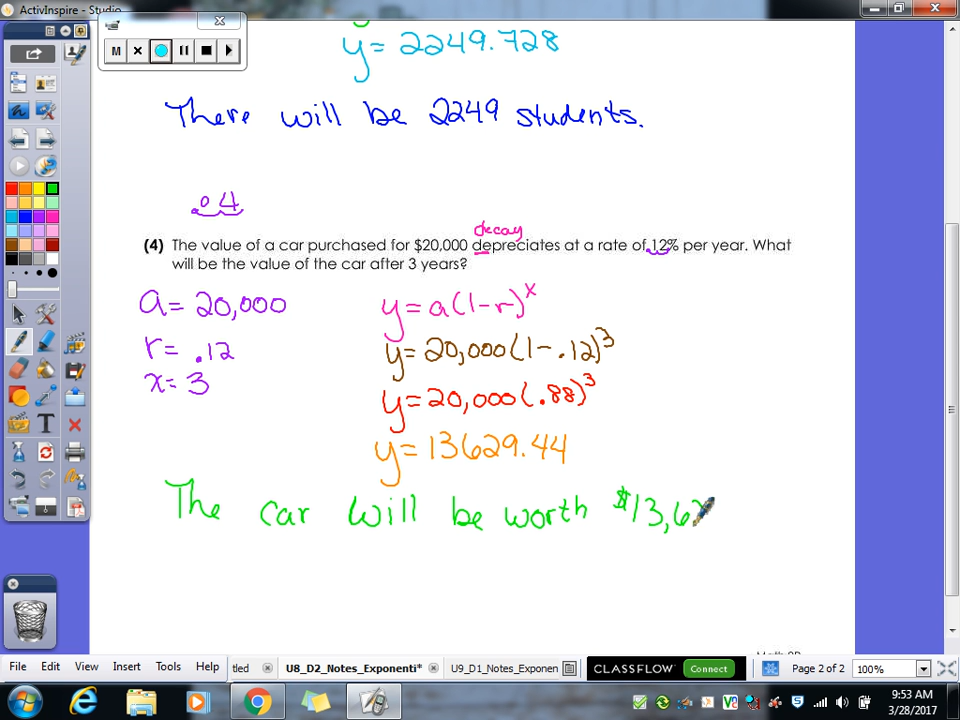 ActivInspire - Studio
M
y = 2249.728
There will be 2249 students.
.04
decay
(4) The value of a car purchased for $20,000 depreciates at a rate of .12% per year. What
will be the value of the car after 3 years?
a = 20,000
r = .12
x = 3
y = a(1-r)^x
y = 20,000(1-.12)^3
y = 20,000(.88)^3
y = 13629.44
The car will be worth $13,62
File Edit View Insert Tools Help
tled U8_D2_Notes_Exponenti* U9_D1_Notes_Exponen CLASSFLOW Connect Page 2 of 2 100%
9:53 AM
3/28/2017